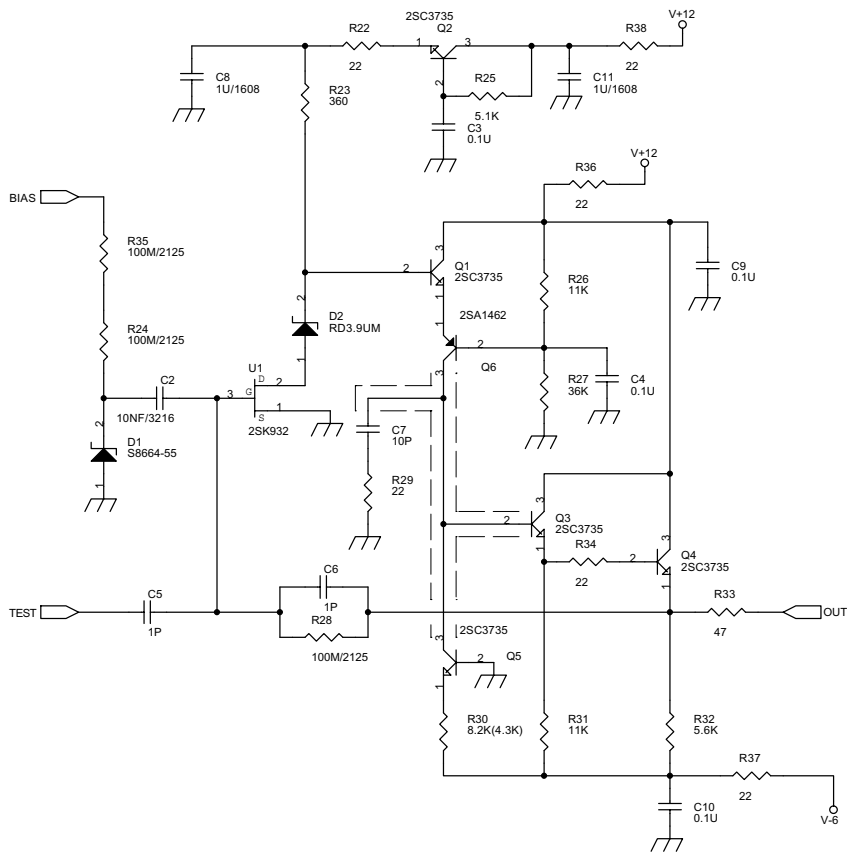 2SC3735
Q2
V+12
R22
1
3
R38
22
22
C8
1U/1608
R23
360
2
R25
5.1K
C11
1U/1608
C3
0.1U
V+12
R36
22
BIAS
R35
100M/2125
3
2
Q1
2SC3735
1
R26
11K
C9
0.1U
2
D2
RD3.9UM
1
1
2SA1462
2
Q6
3
R24
100M/2125
U1
D
2
G
3
S
1
2SK932
C2
10NF/3216
R27
36K
C4
0.1U
C7
10P
2
D1
S8664-55
1
R29
22
3
2
Q3
2SC3735
1
R34
22
3
2
Q4
2SC3735
1
C6
1P
R28
100M/2125
TEST
C5
1P
R33
47
OUT
2SC3735
3
2
Q5
1
R30
8.2K(4.3K)
R31
11K
R32
5.6K
R37
22
C10
0.1U
V-6